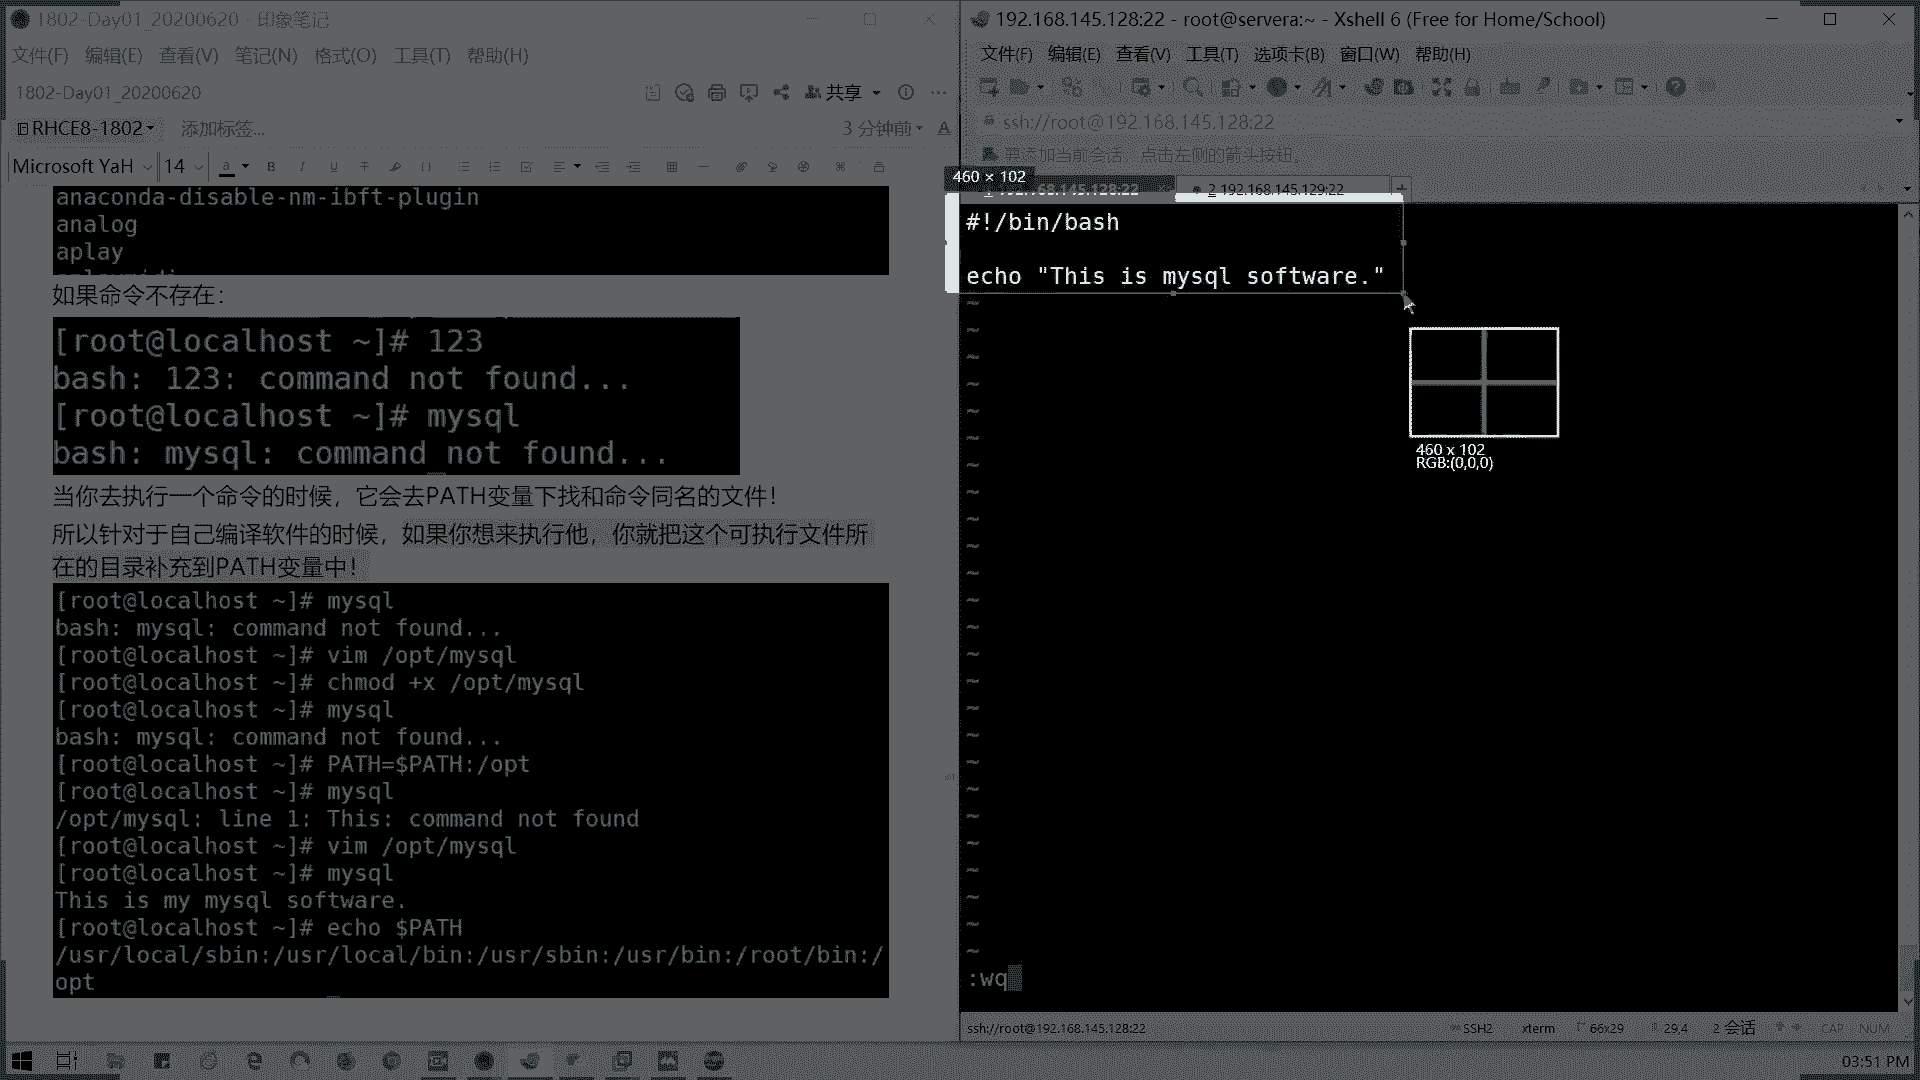 1802-Day01_20200620 - 印象笔记
文件(F) 编辑(E) 查看(V) 笔记(N) 格式(O) 工具(T) 帮助(H)
1802-Day01_20200620
共享
RHCE8-1802 添加标签...
3 分钟前
Microsoft YaH 14
anaconda-disable-nm-ibft-plugin
analog
aplay
如果命令不存在：
[root@localhost ~]# 123
bash: 123: command not found...
[root@localhost ~]# mysql
bash: mysql: command not found...
当你去执行一个命令的时候，它会去PATH变量下找和命令同名的文件！
所以针对于自己编译软件的时候，如果你想来执行他，你就把这个可执行文件所
在的目录补充到PATH变量中！
[root@localhost ~]# mysql
bash: mysql: command not found...
[root@localhost ~]# vim /opt/mysql
[root@localhost ~]# chmod +x /opt/mysql
[root@localhost ~]# mysql
bash: mysql: command not found...
[root@localhost ~]# PATH=$PATH:/opt
[root@localhost ~]# mysql
/opt/mysql: line 1: This: command not found
[root@localhost ~]# vim /opt/mysql
[root@localhost ~]# mysql
This is my mysql software.
[root@localhost ~]# echo $PATH
/usr/local/sbin:/usr/local/bin:/usr/sbin:/usr/bin:/root/bin:/
opt
192.168.145.128:22 - root@servera:~ - Xshell 6 (Free for Home/School)
文件(F) 编辑(E) 查看(V) 工具(T) 选项卡(B) 窗口(W) 帮助(H)
ssh://root@192.168.145.128:22
要添加当前会话，点击左侧的箭头按钮。
460 × 102
1 192.168.145.128:22
2 192.168.145.129:22
#!/bin/bash
echo "This is mysql software."
460 x 102
RGB:(0,0,0)
:wq
ssh://root@192.168.145.128:22 SSH2 xterm 66x29 29,4 2 会话 CAP NUM
03:51 PM